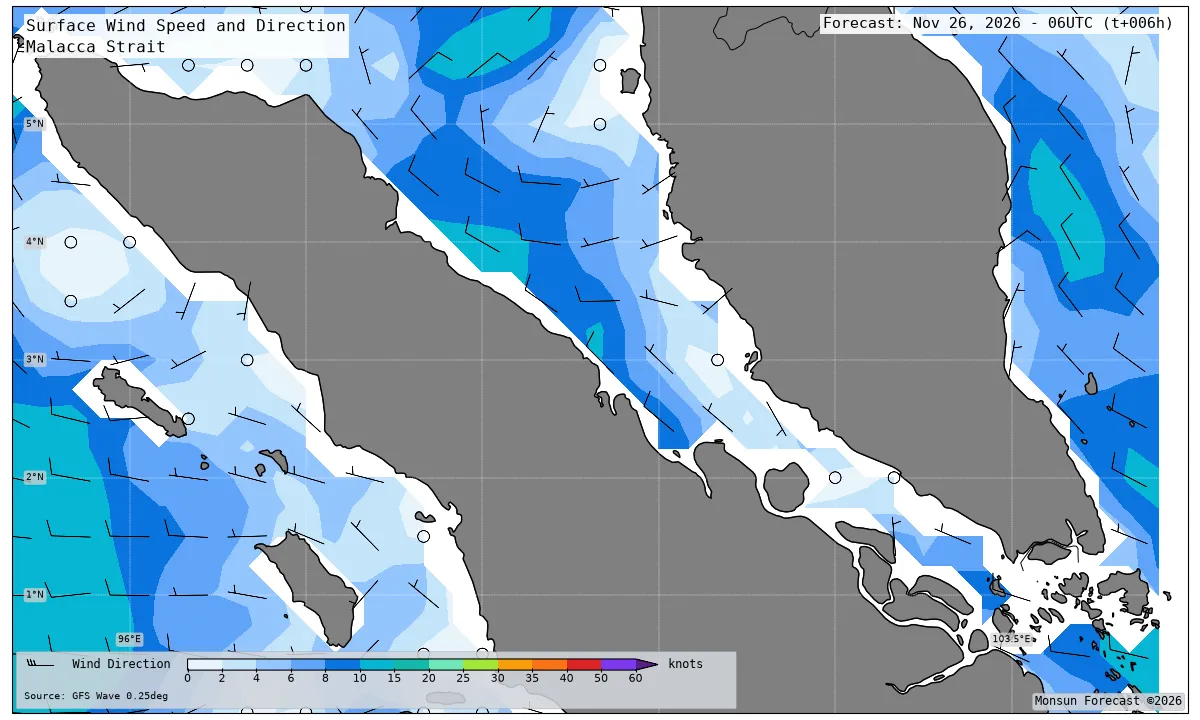 Surface Wind Speed and Direction
Malacca Strait
Forecast: Nov 26, 2026 - 06UTC (t+006h)
5°N
4°N
3°N
2°N
1°N
96°E
103.5°E
Wind Direction
0 2 4 6 8 10 15 20 25 30 35 40 50 60
knots
Source: GFS Wave 0.25deg
Monsun Forecast ©2026